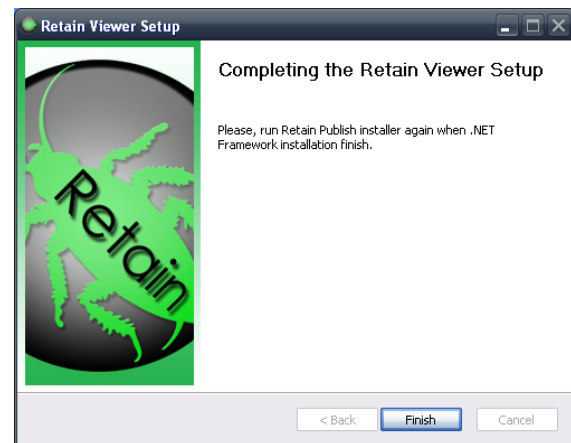 Retain Viewer Setup
Completing the Retain Viewer Setup
Please, run Retain Publish installer again when .NET
Framework installation finish.
Retain
< Back
Finish
Cancel